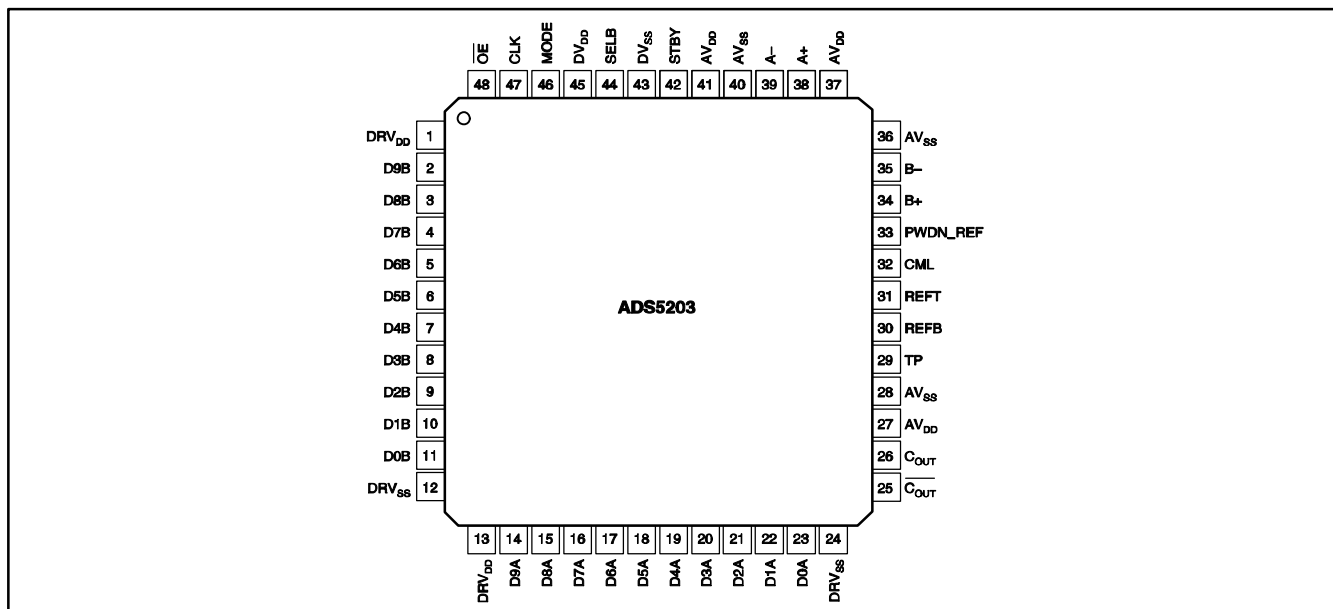 OE
CLK
MODE
DVDD
SELB
DVSS
STBY
AVDD
AVSS
A–
A+
AVDD
48 47 46 45 44 43 42 41 40 39 38 37
DRVDD 1
D9B 2
D8B 3
D7B 4
D6B 5
D5B 6
D4B 7
D3B 8
D2B 9
D1B 10
D0B 11
DRVSS 12
ADS5203
36 AVSS
35 B–
34 B+
33 PWDN_REF
32 CML
31 REFT
30 REFB
29 TP
28 AVSS
27 AVDD
26 COUT
25 COUT
13 14 15 16 17 18 19 20 21 22 23 24
DRVDD
D9A
D8A
D7A
D6A
D5A
D4A
D3A
D2A
D1A
D0A
DRVSS